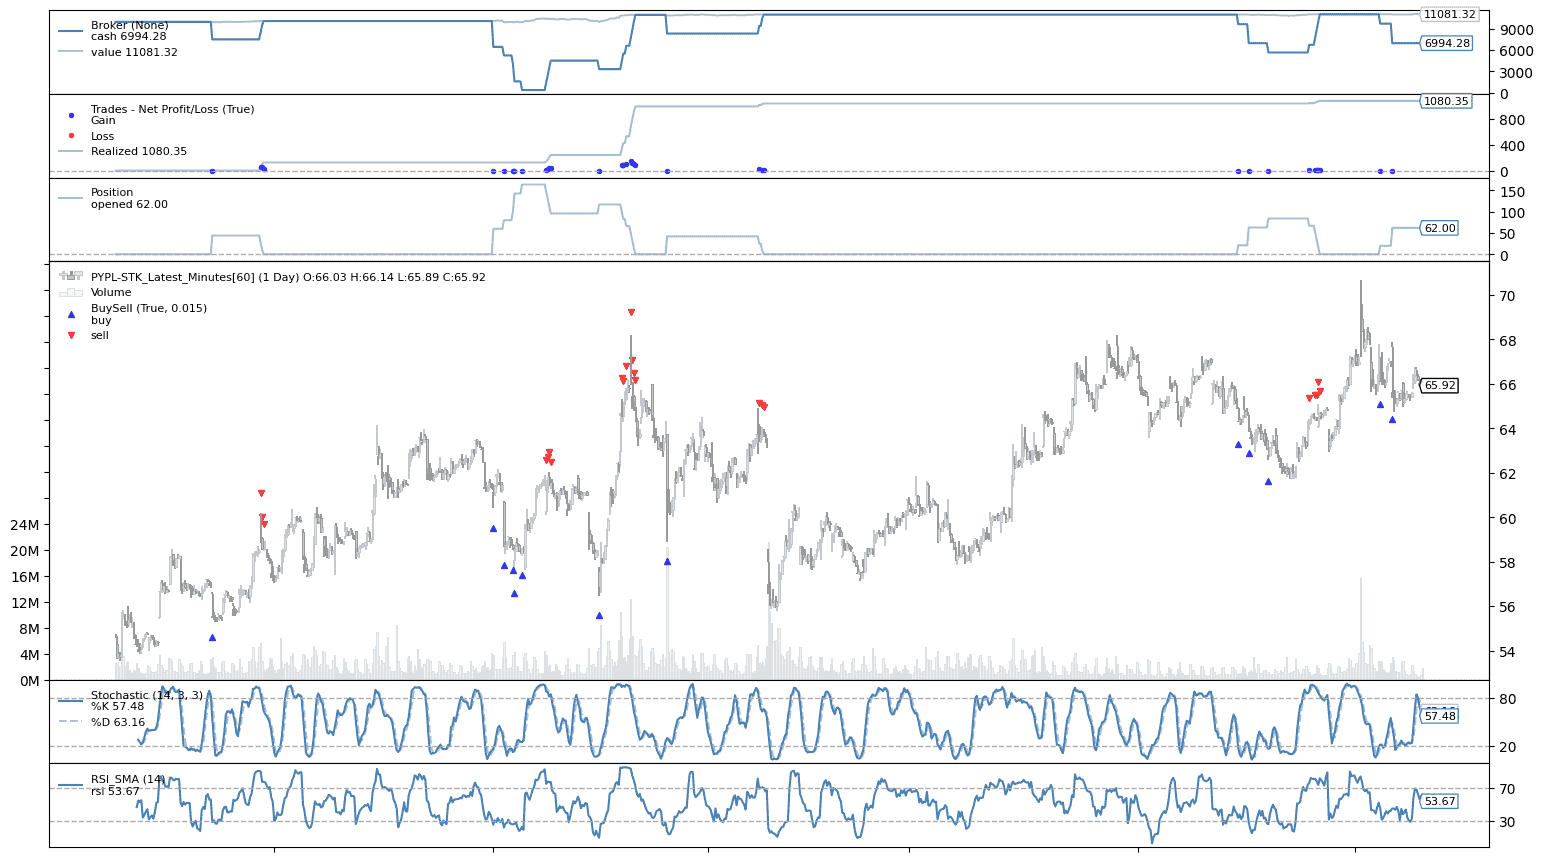 Broker (None)
cash 6994.28
value 11081.32
11081.32
9000
6994.28
6000
3000
0
Trades - Net Profit/Loss (True)
Gain
Loss
Realized 1080.35
1080.35
800
400
0
Position
opened 62.00
150
100
62.00
50
0
PYPL-STK_Latest_Minutes[60] (1 Day) O:66.03 H:66.14 L:65.89 C:65.92
Volume
BuySell (True, 0.015)
buy
sell
70
68
66
65.92
64
62
60
58
56
54
24M
20M
16M
12M
8M
4M
0M
Stochastic (14, 3, 3)
%K 57.48
%D 63.16
80
57.48
20
RSI_SMA (14)
rsi 53.67
70
53.67
30